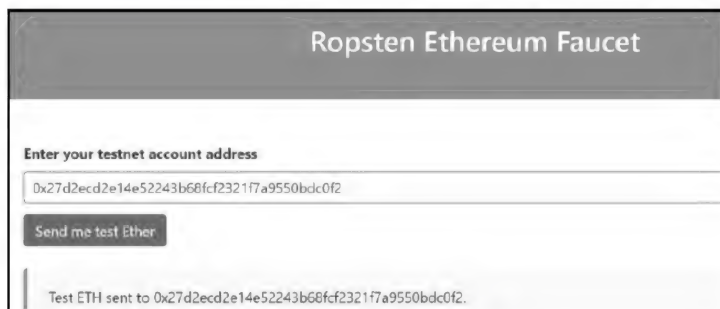 Ropsten Ethereum Faucet
Enter your testnet account address
0x27d2ecd2e14e52243b68fcf2321f7a9550bdc0f2
Send me test Ether
Test ETH sent to 0x27d2ecd2e14e52243b68fcf2321f7a9550bdc0f2.